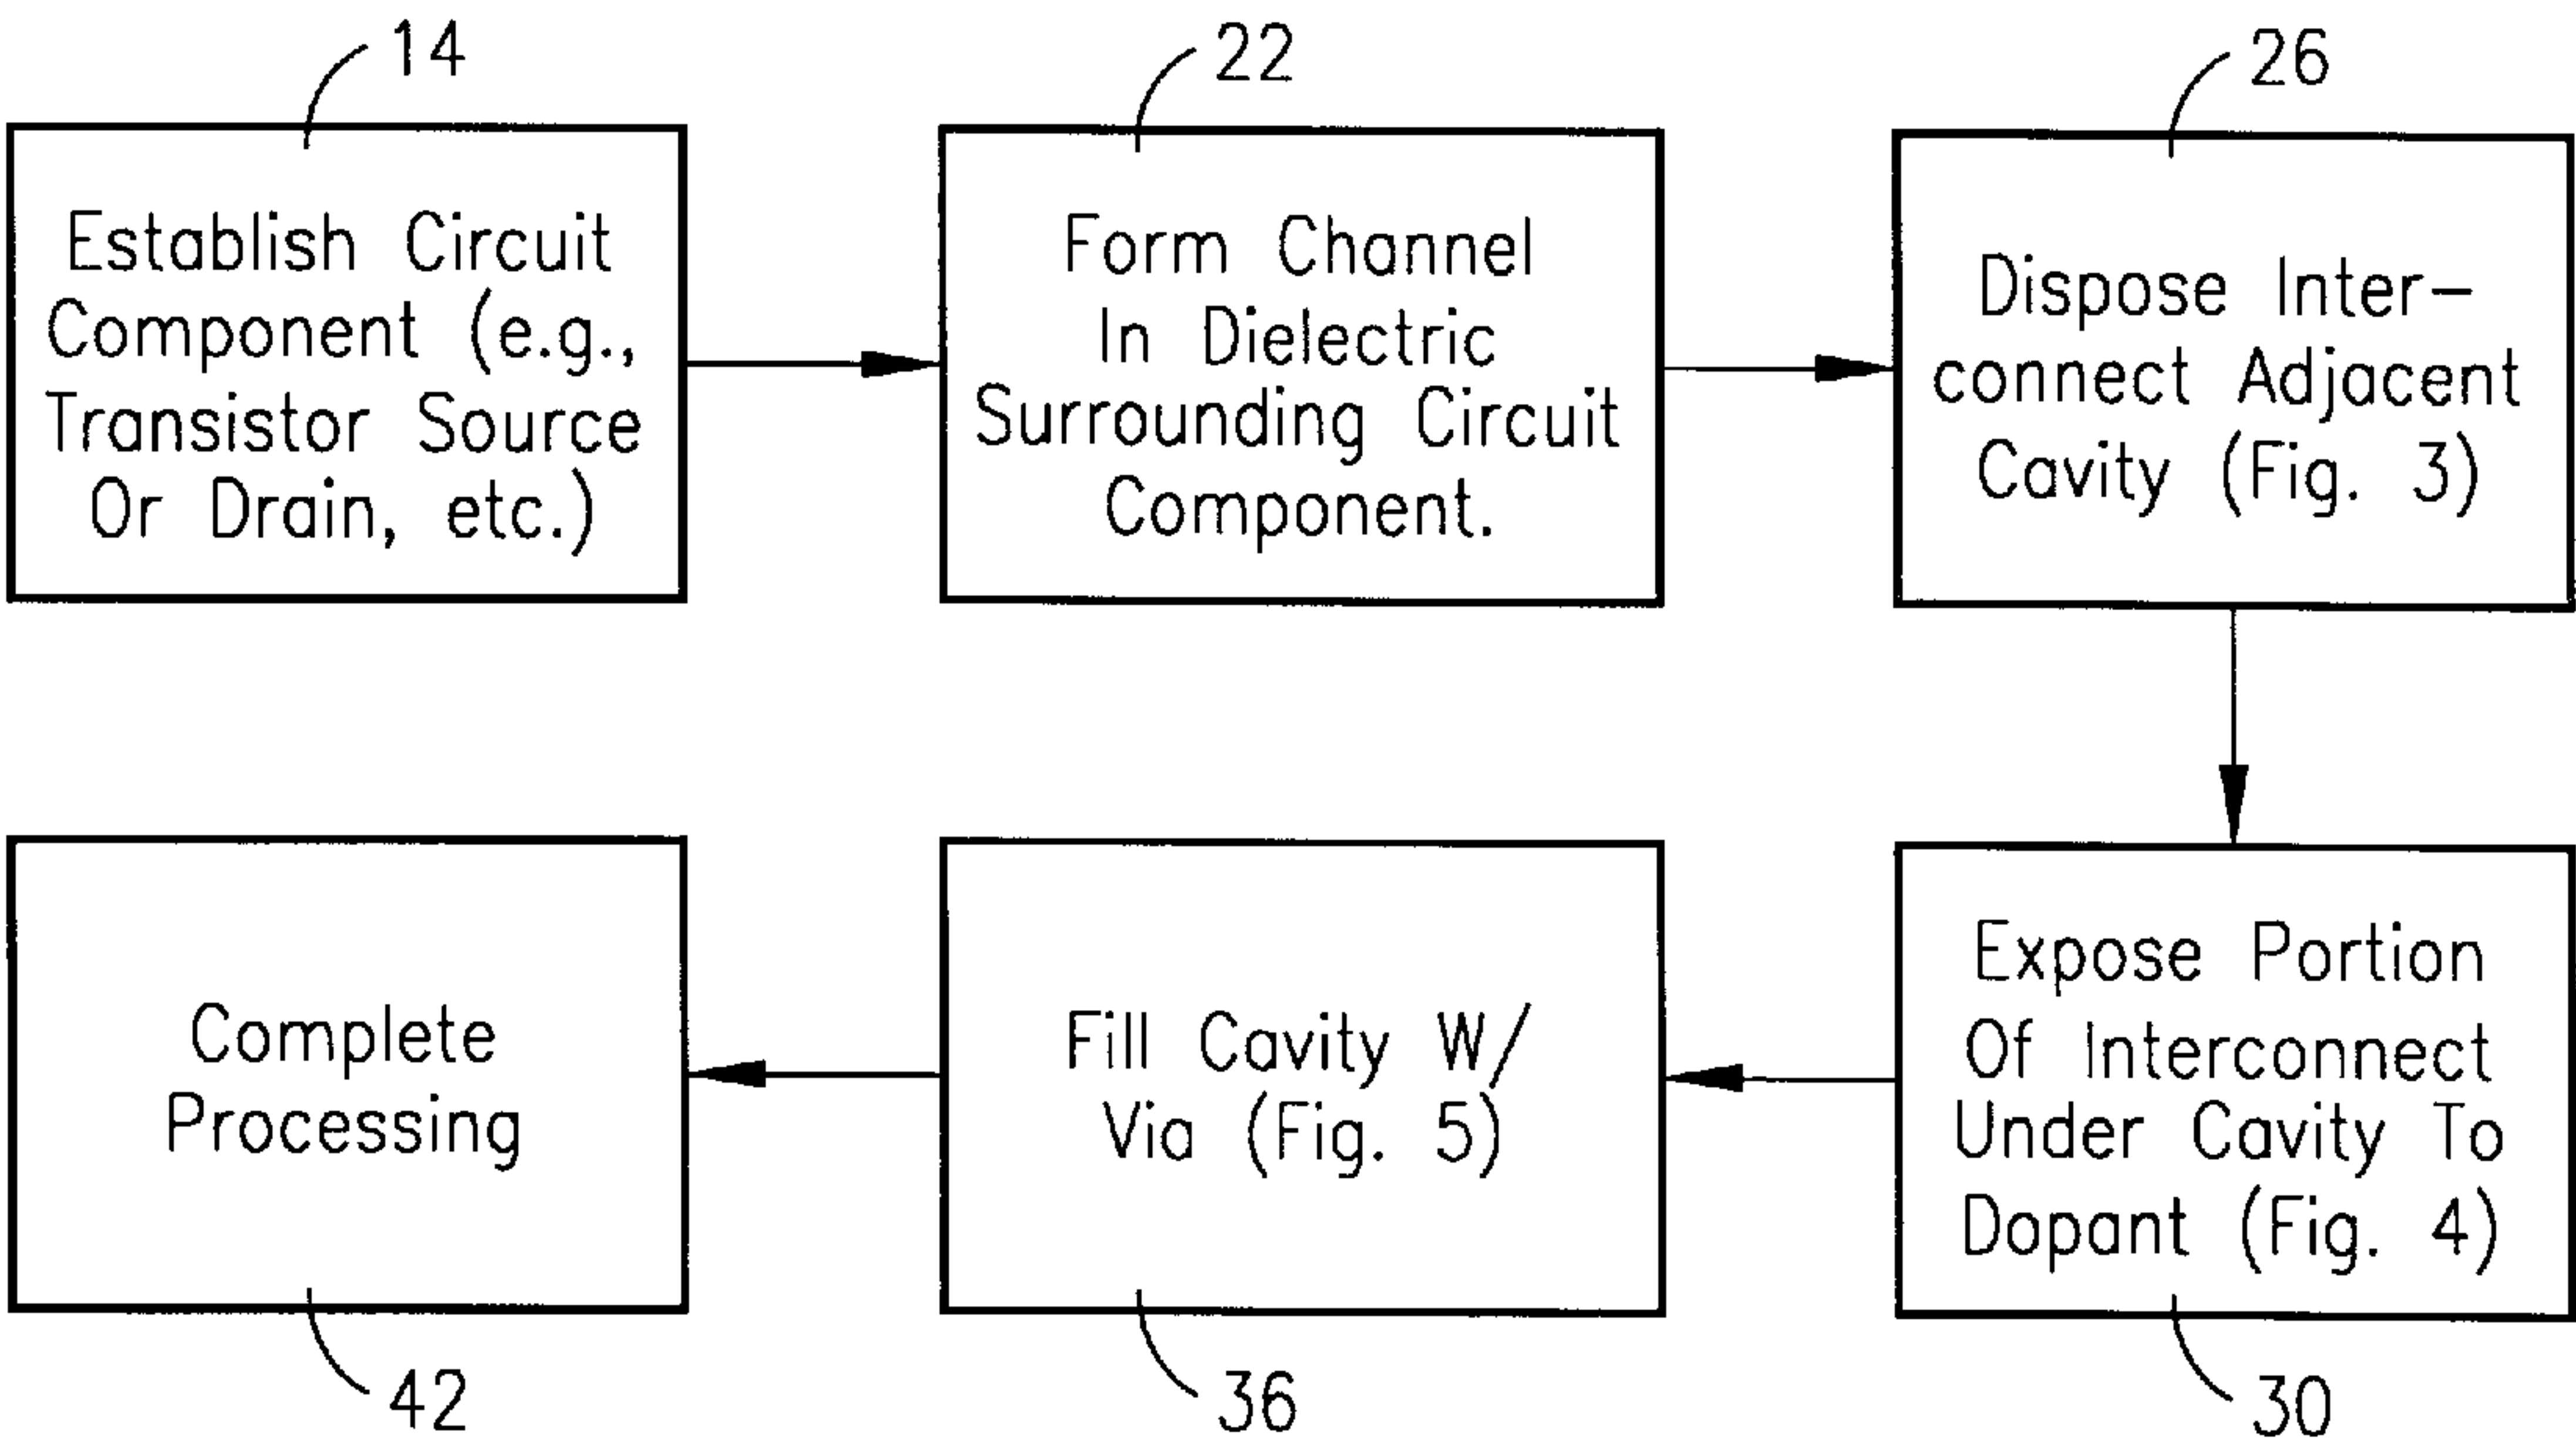 14
Establish Circuit
Component (e.g.,
Transistor Source
Or Drain, etc.)
22
Form Channel
In Dielectric
Surrounding Circuit
Component.
26
Dispose Inter-
connect Adjacent
Cavity (Fig. 3)
Expose Portion
Of Interconnect
Under Cavity To
Dopant (Fig. 4)
30
Fill Cavity W/
Via (Fig. 5)
36
Complete
Processing
42